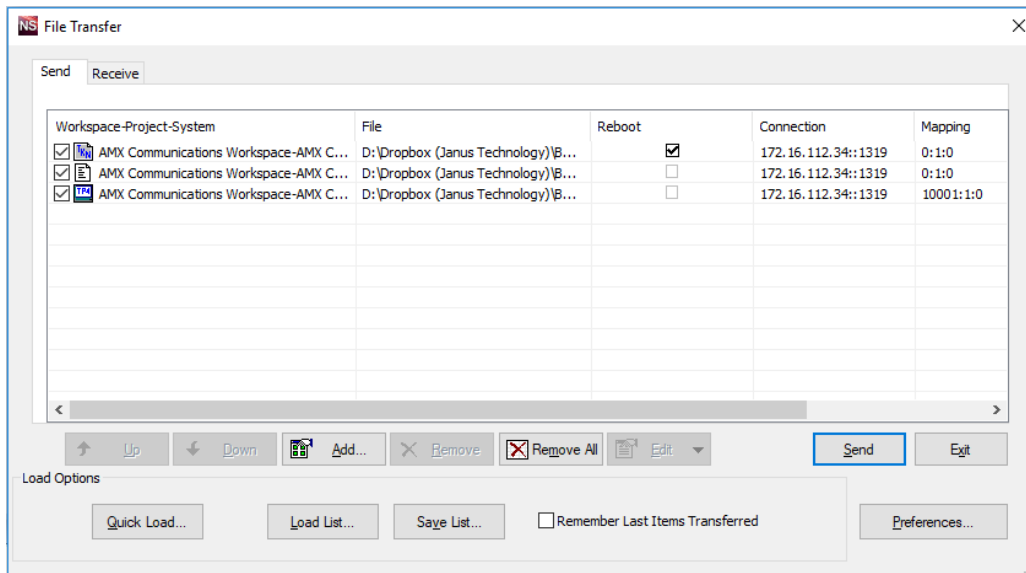 NS File Transfer
Send Receive
Workspace-Project-System File Reboot Connection Mapping
TKN AMX Communications Workspace-AMX C... D:\Dropbox (Janus Technology)\B... 172.16.112.34::1319 0:1:0
AMX Communications Workspace-AMX C... D:\Dropbox (Janus Technology)\B... 172.16.112.34::1319 0:1:0
TP4 AMX Communications Workspace-AMX C... D:\Dropbox (Janus Technology)\B... 172.16.112.34::1319 10001:1:0
Up Down Add... Remove Remove All Edit Send Exit
Load Options
Quick Load... Load List... Save List... Remember Last Items Transferred Preferences...